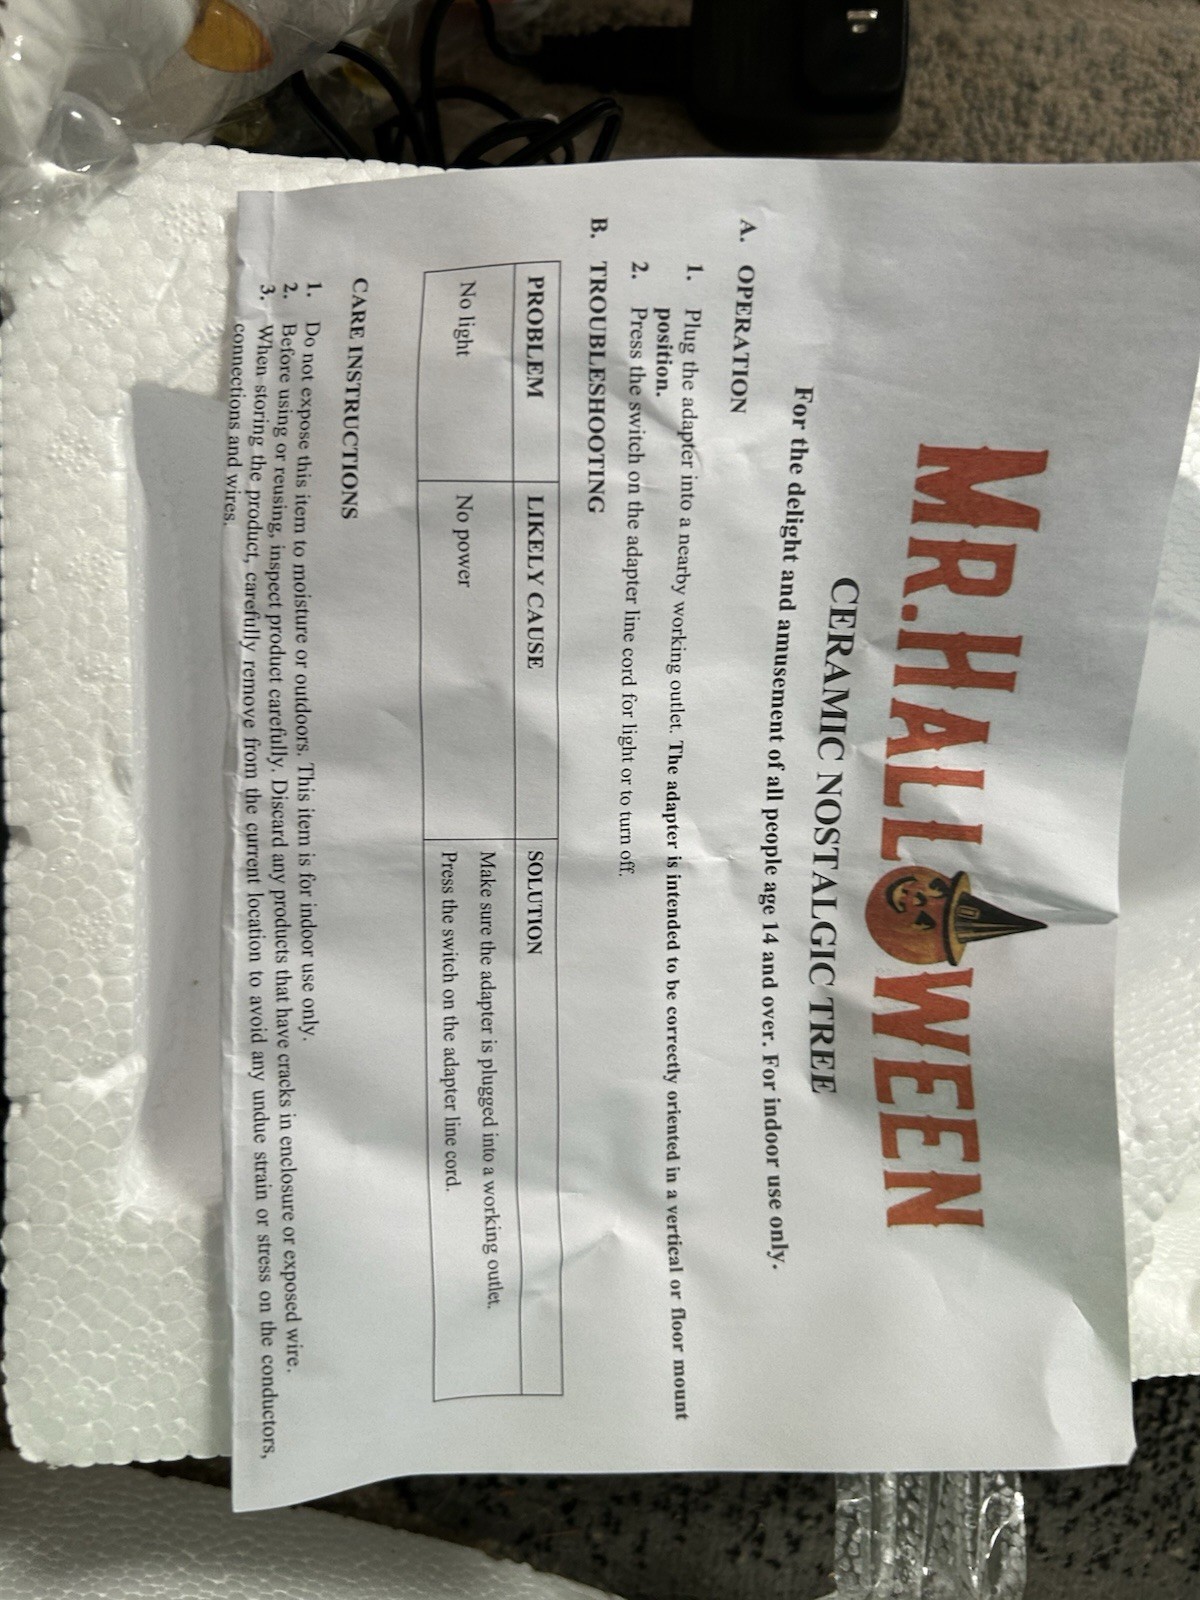 MR.HALLOWEEN
CERAMIC NOSTALGIC TREE
For the delight and amusement of all people age 14 and over. For indoor use only.
A. OPERATION
1. Plug the adapter into a nearby working outlet. The adapter is intended to be correctly oriented in a vertical or floor mount
position.
2. Press the switch on the adapter line cord for light or to turn off.
B. TROUBLESHOOTING
PROBLEM LIKELY CAUSE SOLUTION
No light No power Make sure the adapter is plugged into a working outlet.
Press the switch on the adapter line cord.
CARE INSTRUCTIONS
1. Do not expose this item to moisture or outdoors. This item is for indoor use only.
2. Before using or reusing, inspect product carefully. Discard any products that have cracks in enclosure or exposed wire.
3. When storing the product, carefully remove from the current location to avoid any undue strain or stress on the conductors,
connections and wires.